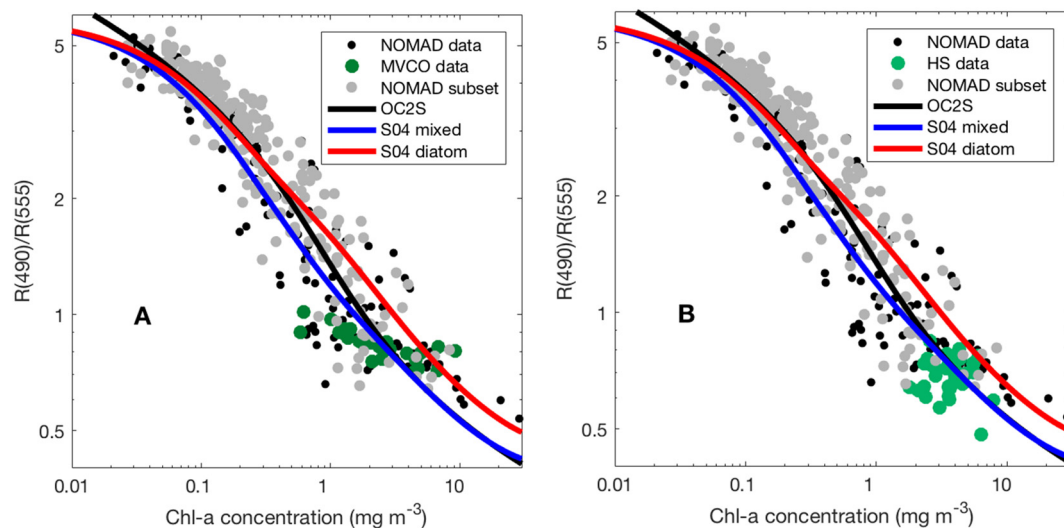 5
2
1
0.5
R(490)/R(555)
NOMAD data
MVCO data
NOMAD subset
OC2S
S04 mixed
S04 diatom
A
0.01
0.1
1
10
Chl-a concentration (mg m⁻³)
5
2
1
0.5
R(490)/R(555)
NOMAD data
HS data
NOMAD subset
OC2S
S04 mixed
S04 diatom
B
0.01
0.1
1
10
Chl-a concentration (mg m⁻³)